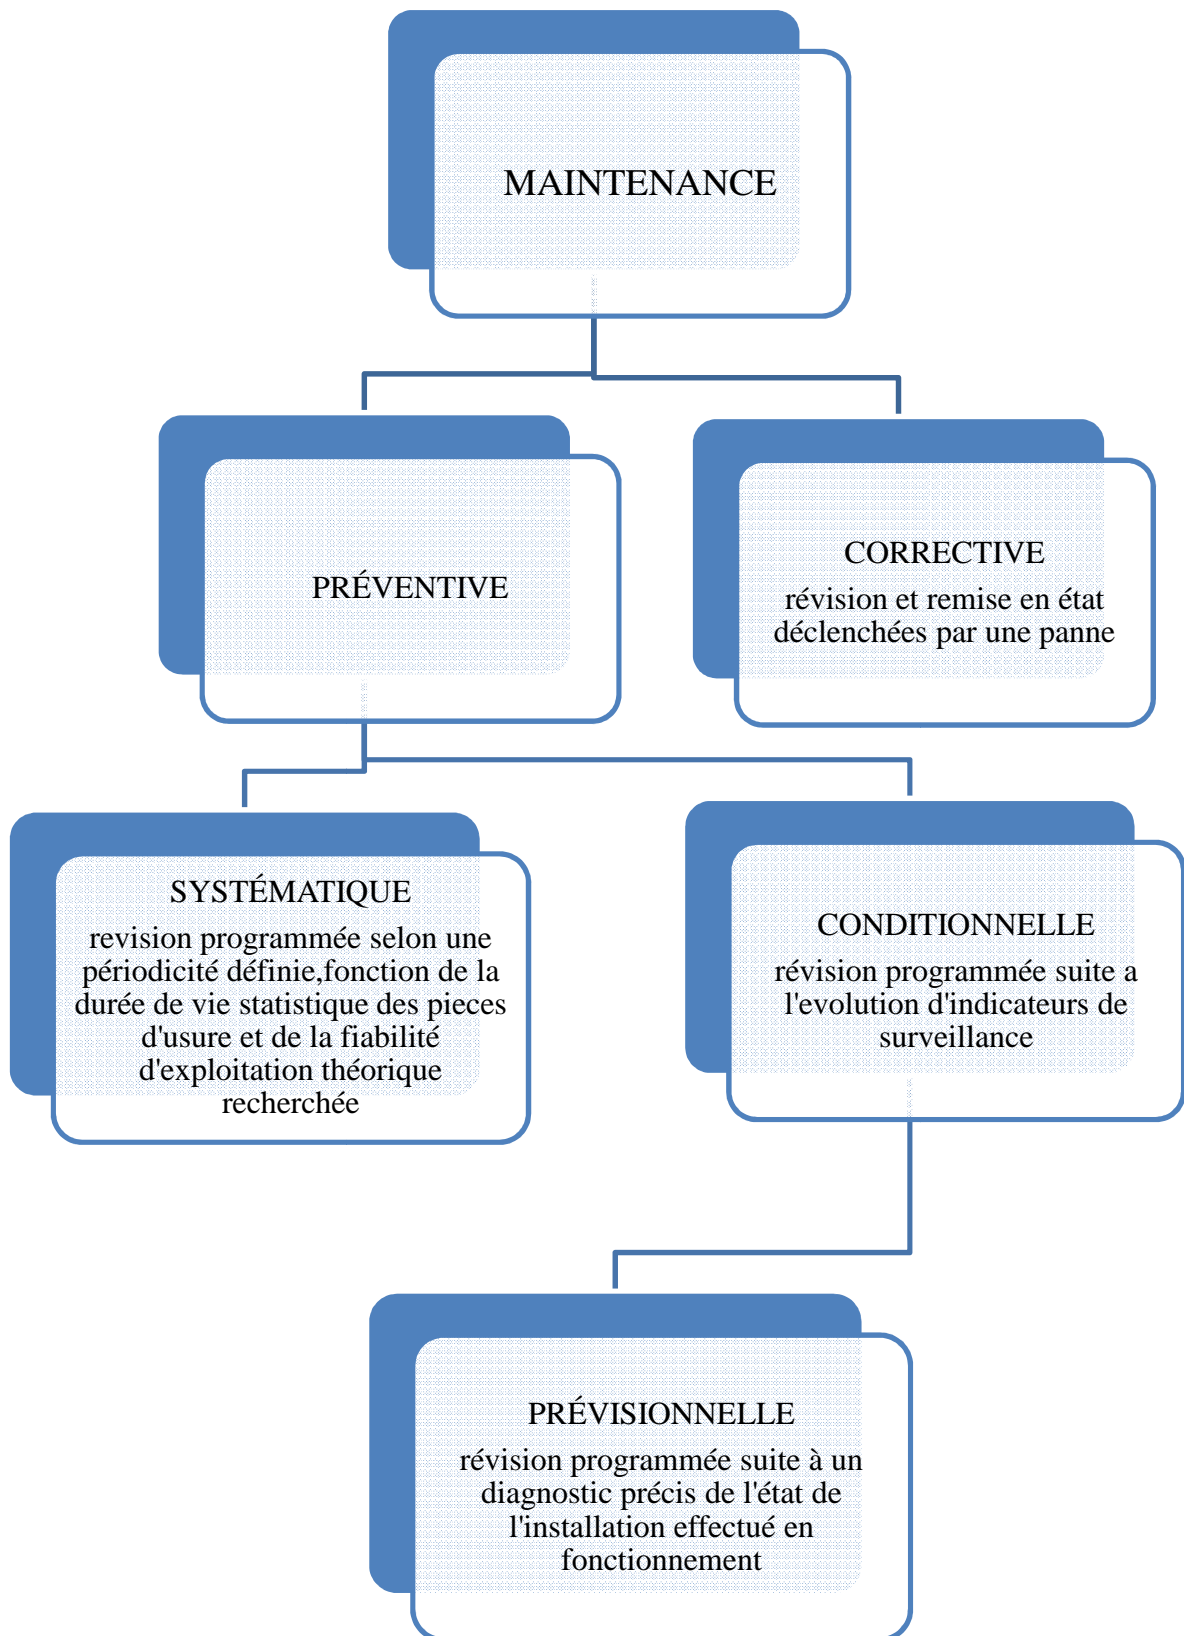 MAINTENANCE
PRÉVENTIVE
CORRECTIVE
révision et remise en état
déclenchées par une panne
SYSTÉMATIQUE
revision programmée selon une
périodicité définie,fonction de la
durée de vie statistique des pieces
d'usure et de la fiabilité
d'exploitation théorique
recherchée
CONDITIONNELLE
révision programmée suite a
l'evolution d'indicateurs de
surveillance
PRÉVISIONNELLE
révision programmée suite à un
diagnostic précis de l'état de
l'installation effectué en
fonctionnement